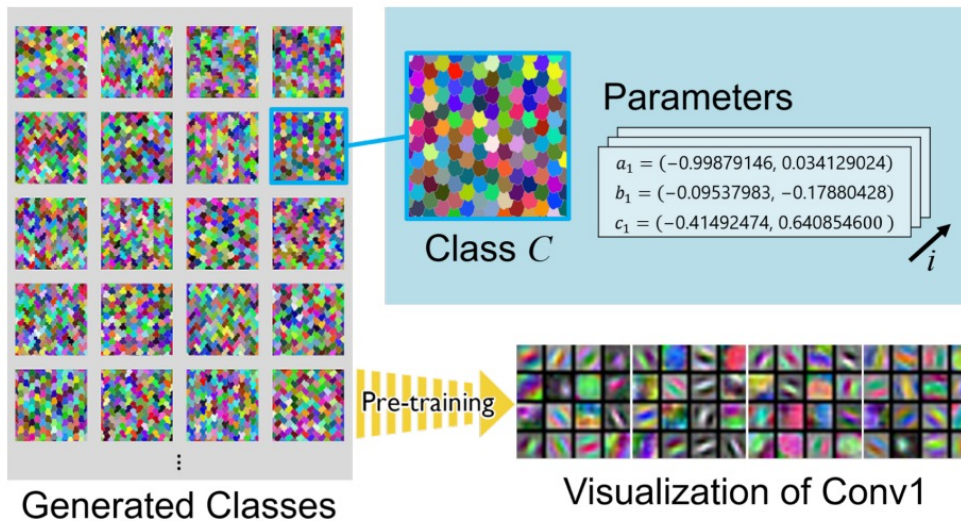 Class C
Parameters
a₁ = (−0.99879146, 0.034129024)
b₁ = (−0.09537983, −0.17880428)
c₁ = (−0.41492474, 0.640854600 )
i
Pre-training
⋮
Generated Classes
Visualization of Conv1